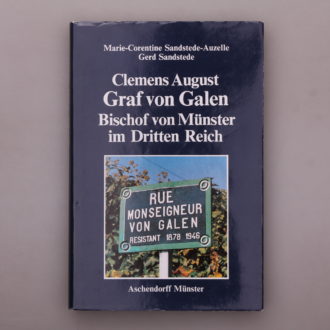 Marie-Corentine Sandstede-Auzelle
Gerd Sandstede
Clemens August
Graf von Galen
Bischof von Münster
im Dritten Reich
RUE
MONSEIGNEUR
VON GALEN
RESISTANT 1878 1946
Aschendorff Münster